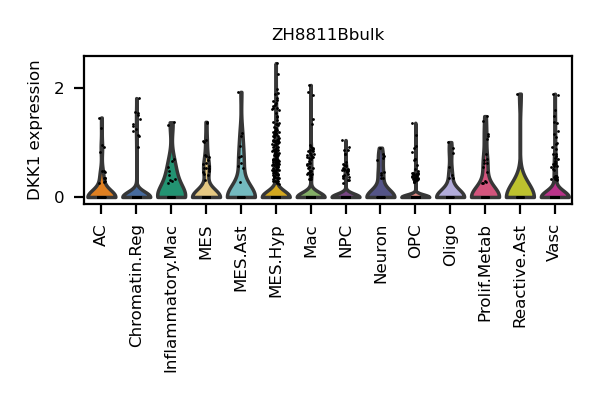 ZH8811Bbulk
DKK1 expression
2
0
AC
Chromatin.Reg
Inflammatory.Mac
MES
MES.Ast
MES.Hyp
Mac
NPC
Neuron
OPC
Oligo
Prolif.Metab
Reactive.Ast
Vasc